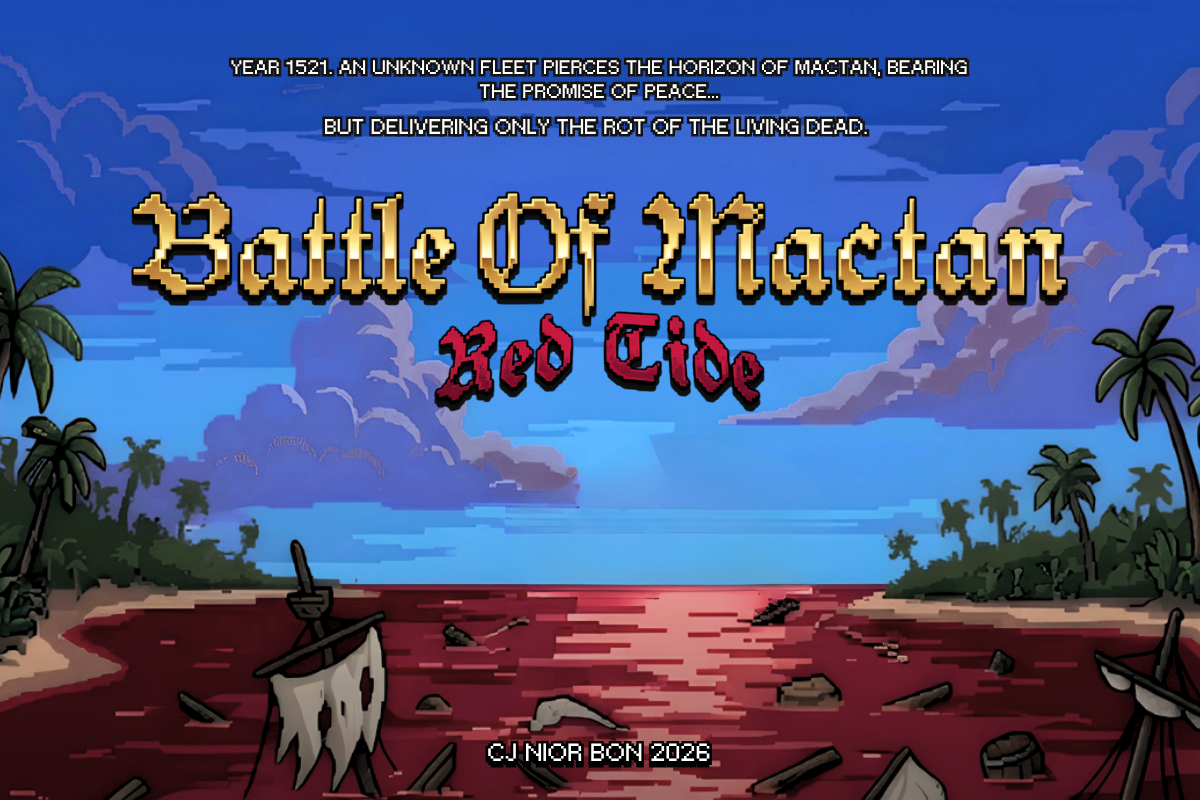 YEAR 1521. AN UNKNOWN FLEET PIERCES THE HORIZON OF MACTAN, BEARING
THE PROMISE OF PEACE...
BUT DELIVERING ONLY THE ROT OF THE LIVING DEAD.
Battle Of Mactan
Red Tide
CJ NIOR BON 2026